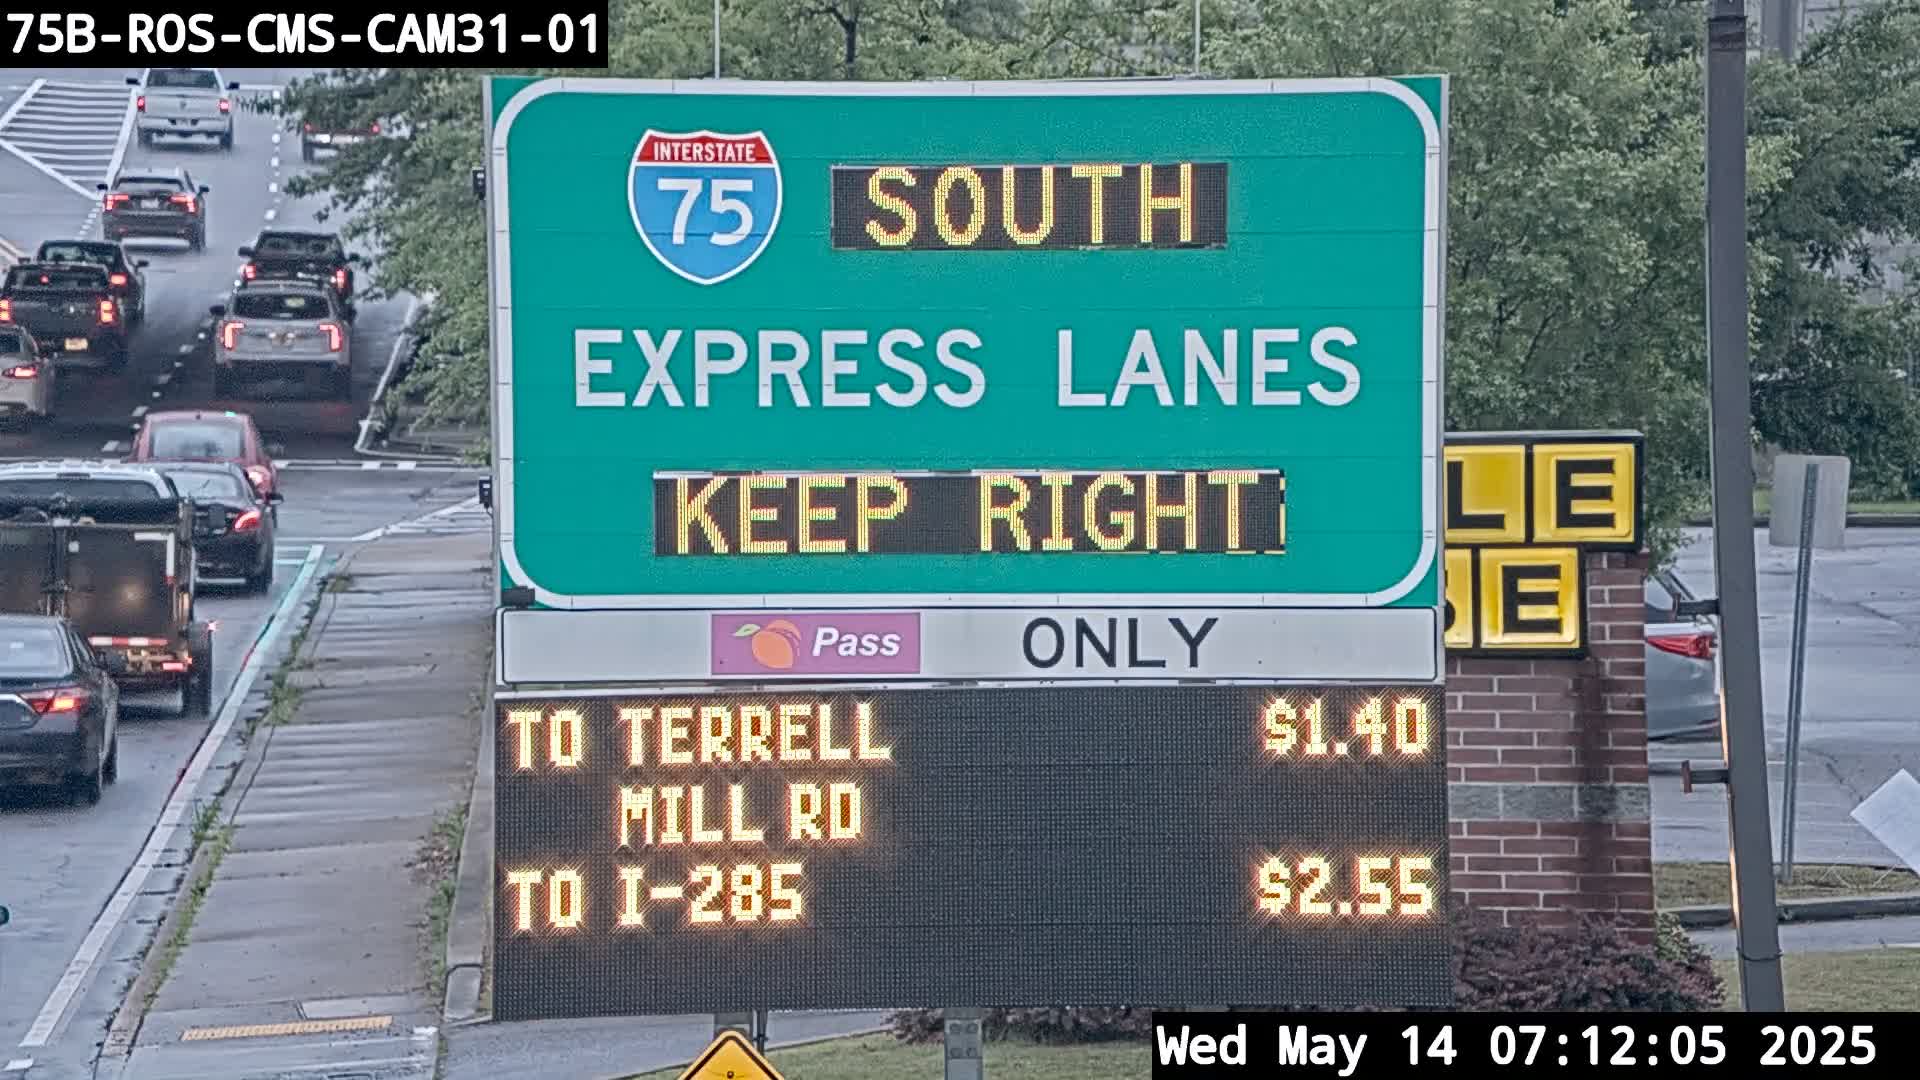 75B-ROS-CMS-CAM31-01
INTERSTATE
75
SOUTH
EXPRESS LANES
KEEP RIGHT
Pass ONLY
TO TERRELL $1.40
MILL RD
TO I-285 $2.55
LE
E
Wed May 14 07:12:05 2025